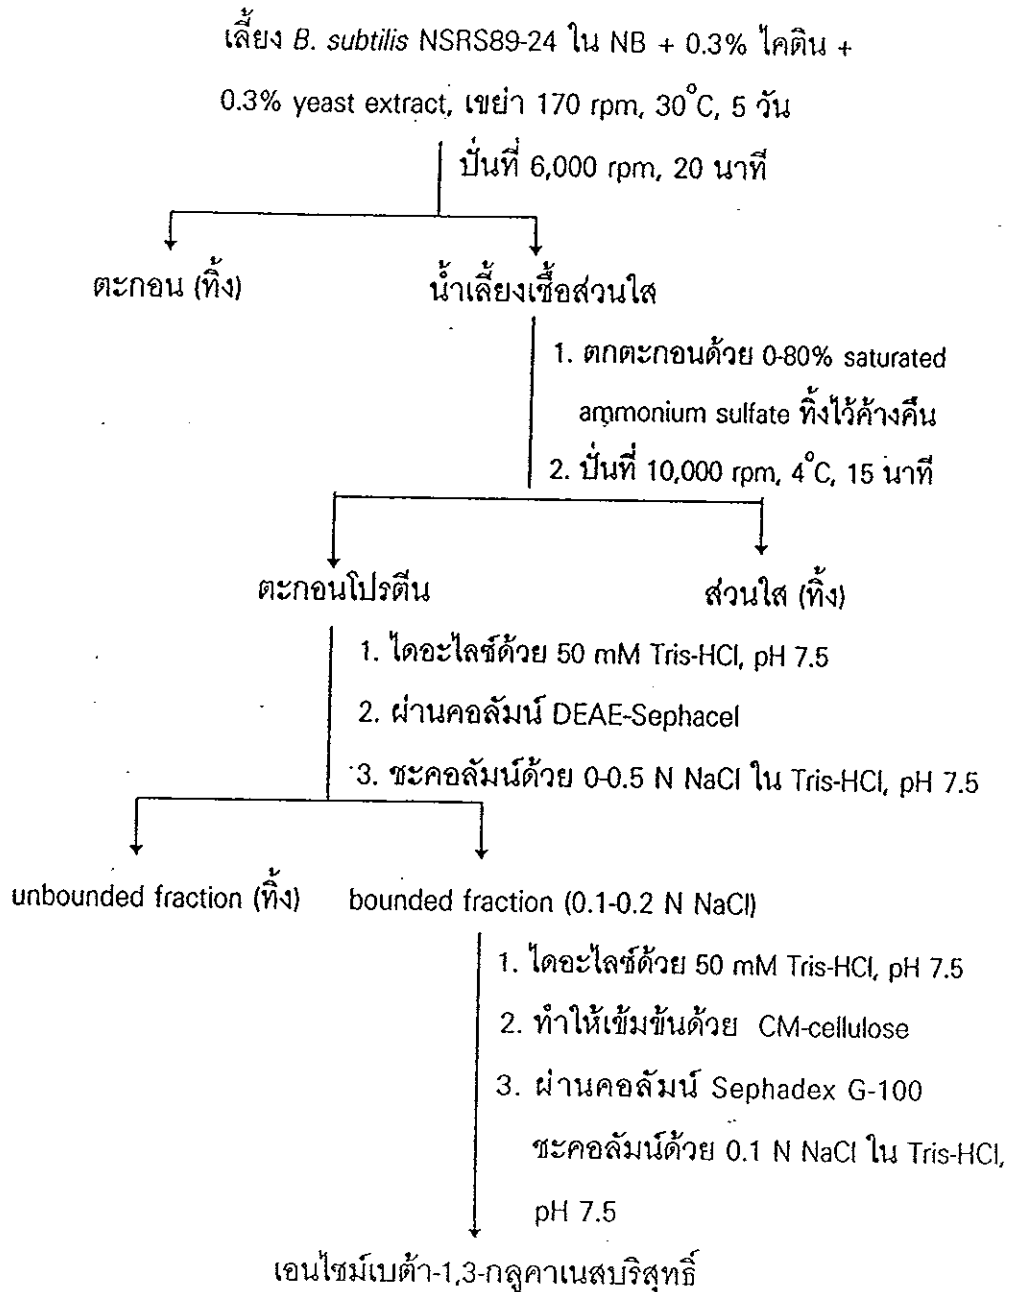 เลี้ยง B. subtilis NSRS89-24 ใน NB + 0.3% ไคติน +
0.3% yeast extract, เขย่า 170 rpm, 30°C, 5 วัน
ปั่นที่ 6,000 rpm, 20 นาที
ตะกอน (ทิ้ง)
น้ำเลี้ยงเชื้อส่วนใส
1. ตกตะกอนด้วย 0-80% saturated
ammonium sulfate ทิ้งไว้ค้างคืน
2. ปั่นที่ 10,000 rpm, 4°C, 15 นาที
ตะกอนโปรตีน
ส่วนใส (ทิ้ง)
1. ไดอะไลซ์ด้วย 50 mM Tris-HCl, pH 7.5
2. ผ่านคอลัมน์ DEAE-Sephacel
3. ชะคอลัมน์ด้วย 0-0.5 N NaCl ใน Tris-HCl, pH 7.5
unbounded fraction (ทิ้ง)
bounded fraction (0.1-0.2 N NaCl)
1. ไดอะไลซ์ด้วย 50 mM Tris-HCl, pH 7.5
2. ทำให้เข้มข้นด้วย CM-cellulose
3. ผ่านคอลัมน์ Sephadex G-100
ชะคอลัมน์ด้วย 0.1 N NaCl ใน Tris-HCl,
pH 7.5
เอนไซม์เบต้า-1,3-กลูคาเนสบริสุทธิ์